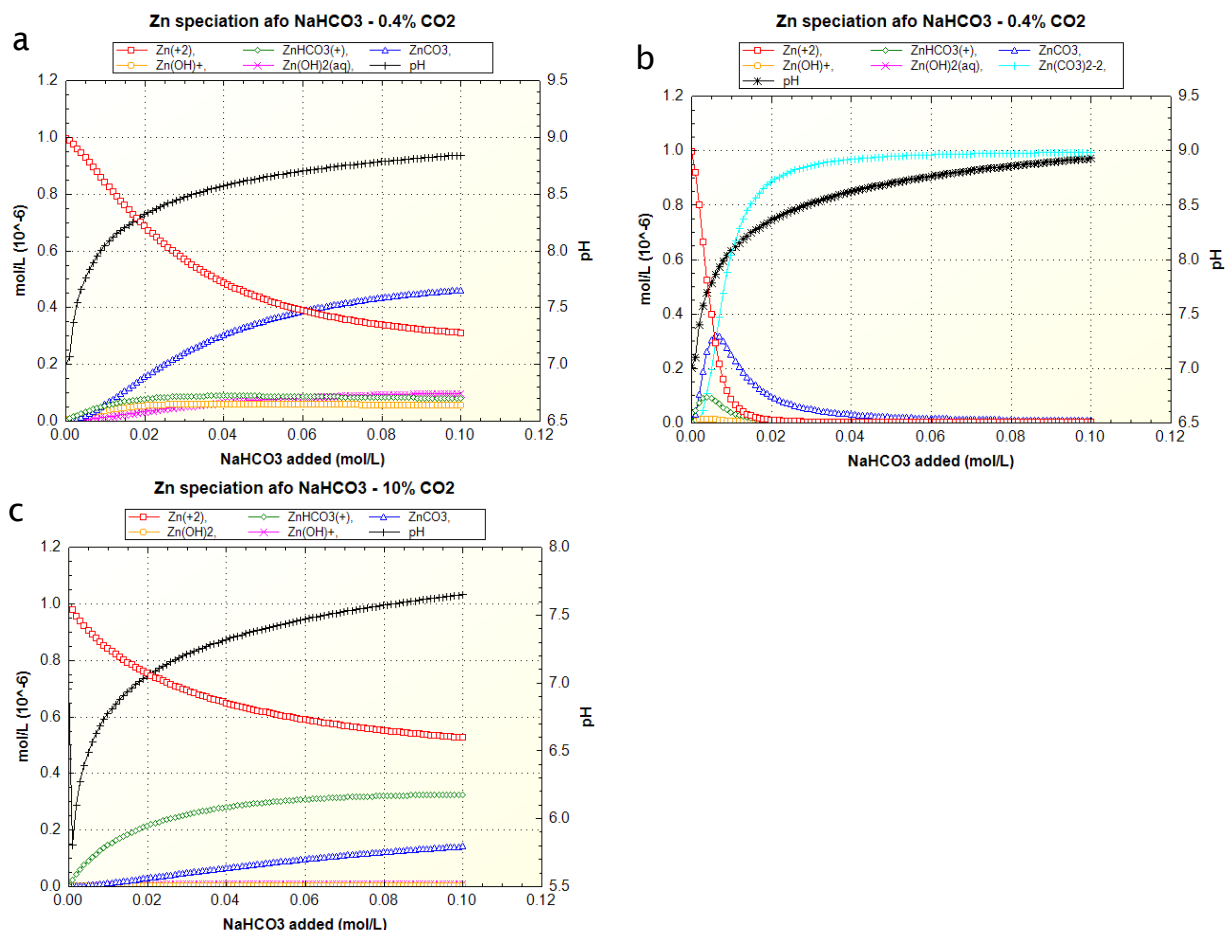 a
Zn speciation afo NaHCO3 - 0.4% CO2
Zn(+2), ZnHCO3(+), ZnCO3,
Zn(OH)+, Zn(OH)2(aq), pH
1.2
1.0
0.8
0.6
0.4
0.2
0.0
mol/L (10^-6)
9.5
9.0
8.5
8.0
7.5
7.0
6.5
pH
0.00 0.02 0.04 0.06 0.08 0.10 0.12
NaHCO3 added (mol/L)
b
Zn speciation afo NaHCO3 - 0.4% CO2
Zn(+2), ZnHCO3(+), ZnCO3,
Zn(OH)+, Zn(OH)2(aq), Zn(CO3)2-2,
pH
1.2
1.0
0.8
0.6
0.4
0.2
0.0
mol/L (10^-6)
9.5
9.0
8.5
8.0
7.5
7.0
6.5
pH
0.00 0.02 0.04 0.06 0.08 0.10 0.12
NaHCO3 added (mol/L)
c
Zn speciation afo NaHCO3 - 10% CO2
Zn(+2), ZnHCO3(+), ZnCO3,
Zn(OH)2, Zn(OH)+, pH
1.2
1.0
0.8
0.6
0.4
0.2
0.0
mol/L (10^-6)
8.0
7.5
7.0
6.5
6.0
5.5
pH
0.00 0.02 0.04 0.06 0.08 0.10 0.12
NaHCO3 added (mol/L)